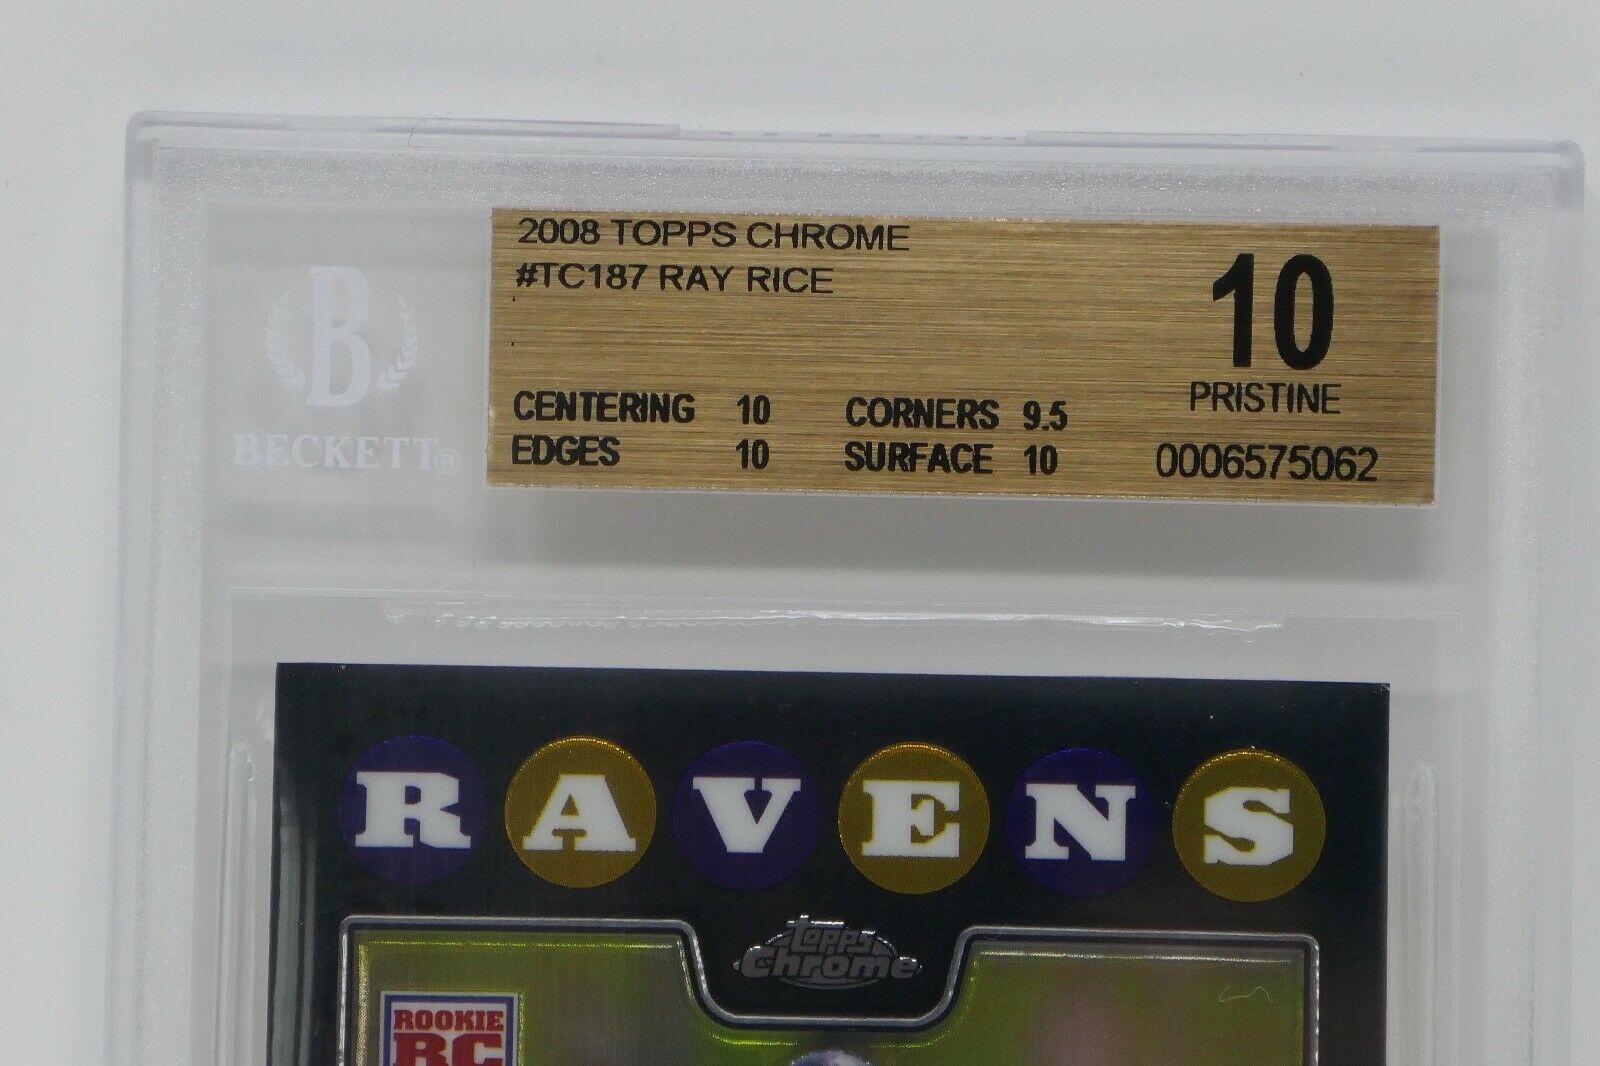 2008 TOPPS CHROME
#TC187 RAY RICE
10
PRISTINE
CENTERING 10 CORNERS 9.5
EDGES 10 SURFACE 10
0006575062
B
BECKETT®
RAVENS
topps
Chrome
ROOKIE
RC